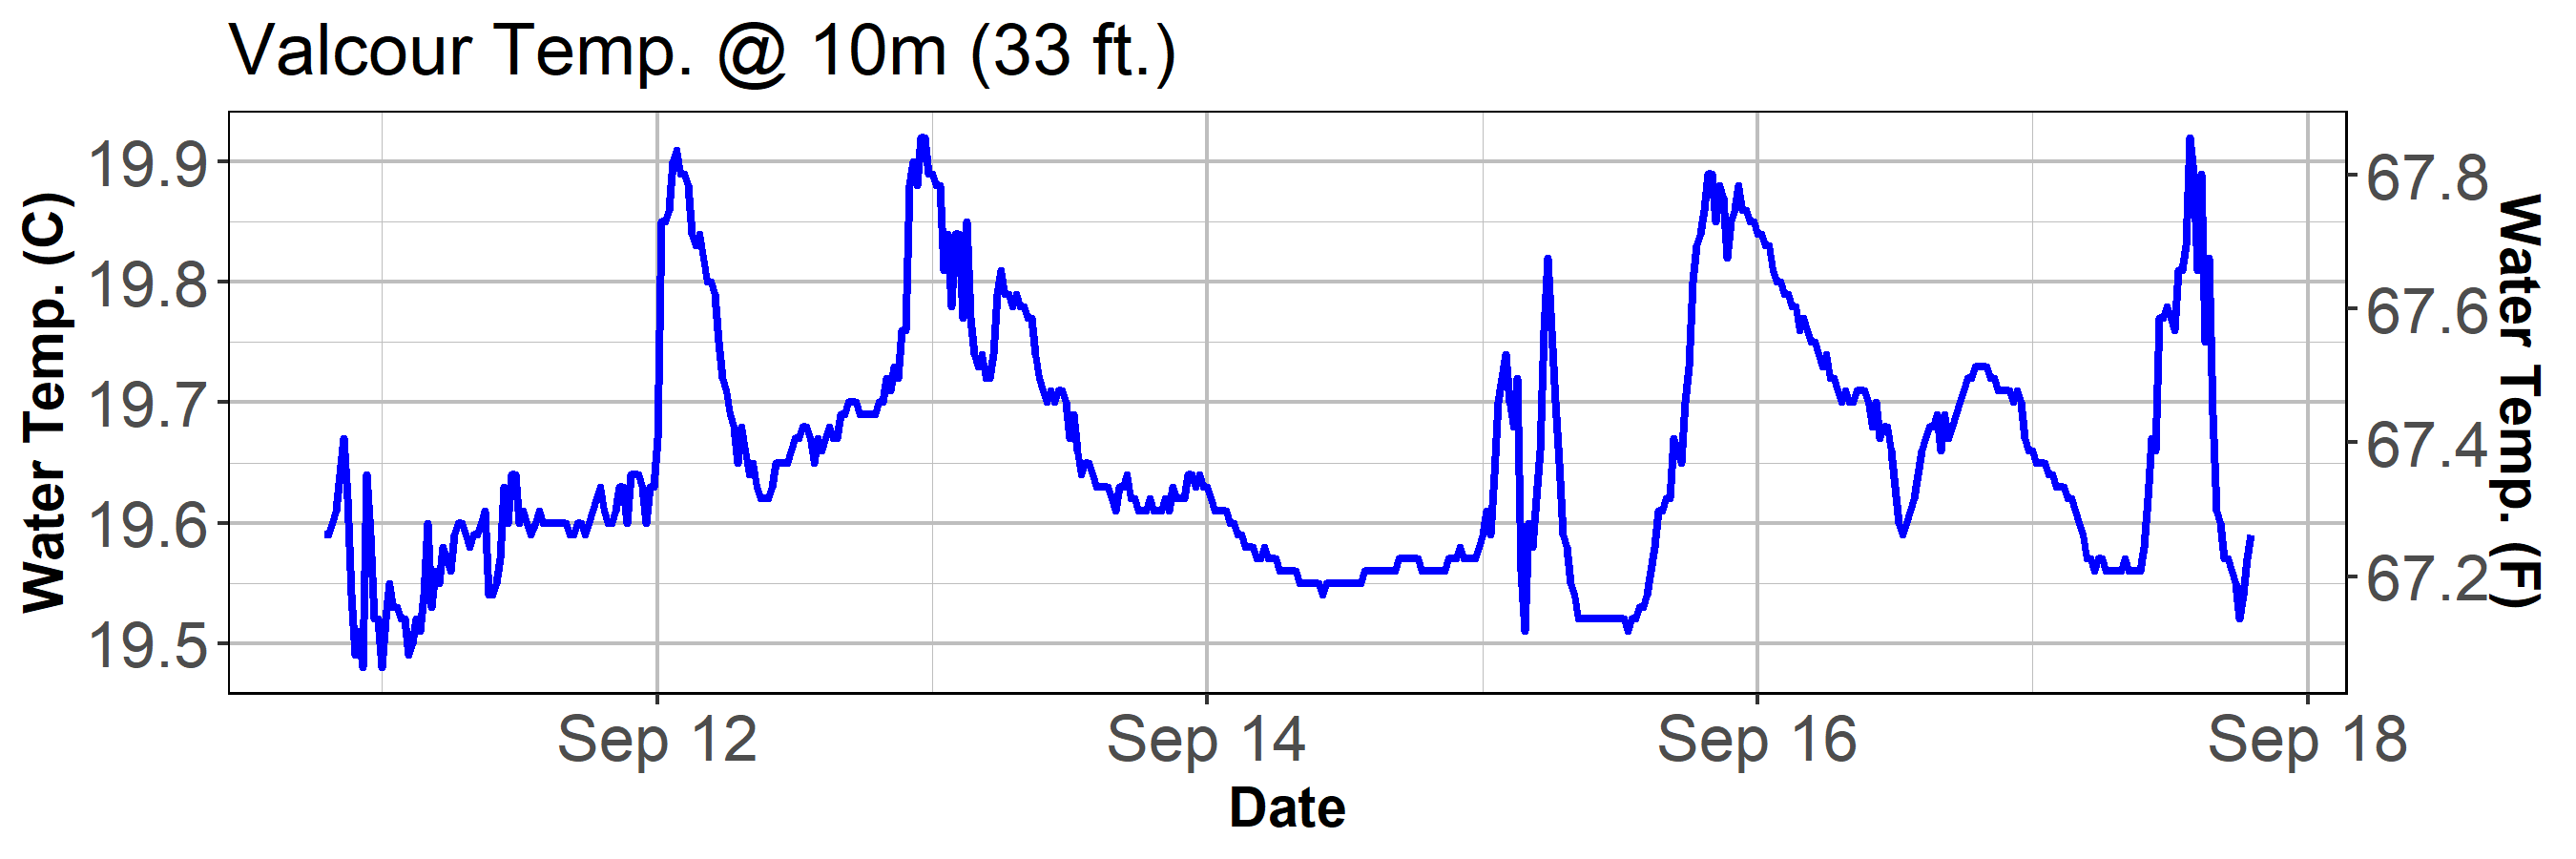 Valcour Temp. @ 10m (33 ft.)
Water Temp. (C)
19.9
19.8
19.7
19.6
19.5
67.8
67.6
67.4
67.2
Water Temp. (F)
Sep 12 Sep 14 Sep 16 Sep 18
Date